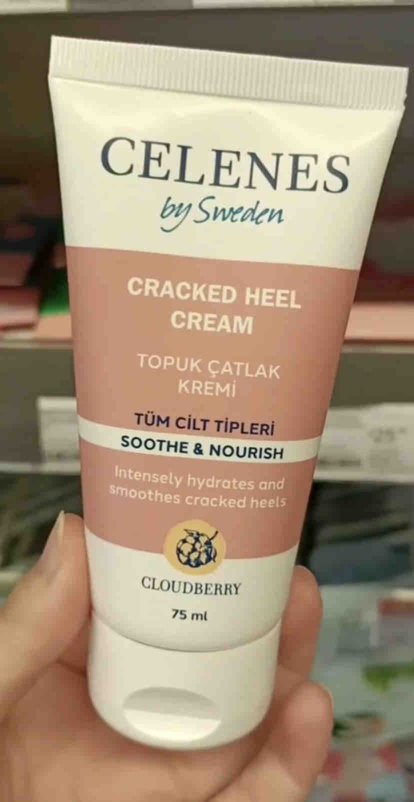 CELENES
by Sweden
CRACKED HEEL
CREAM
TOPUK ÇATLAK
KREMİ
TÜM CİLT TİPLERİ
SOOTHE & NOURISH
Intensely hydrates and
smoothes cracked heels
CLOUDBERRY
75 ml